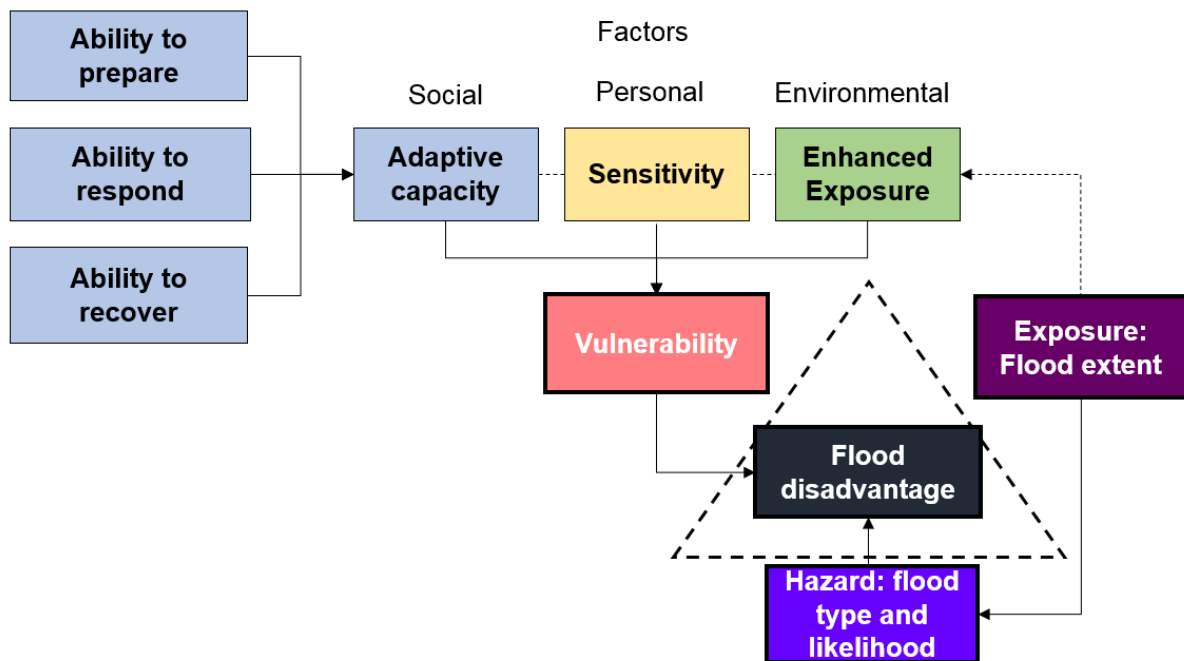 Ability to
prepare
Ability to
respond
Ability to
recover
Factors
Social
Personal
Environmental
Adaptive
capacity
Sensitivity
Enhanced
Exposure
Vulnerability
Exposure:
Flood extent
Flood
disadvantage
Hazard: flood
type and
likelihood